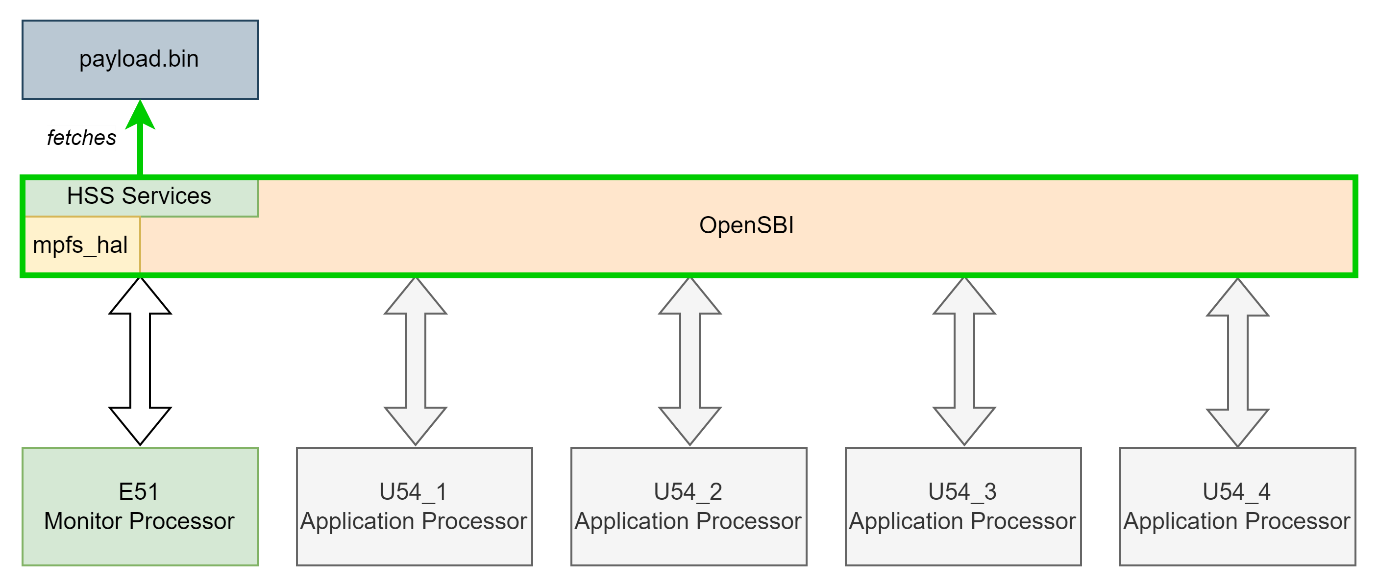 payload.bin
fetches
HSS Services
OpenSBI
mpfs_hal
E51
Monitor Processor
U54_1
Application Processor
U54_2
Application Processor
U54_3
Application Processor
U54_4
Application Processor